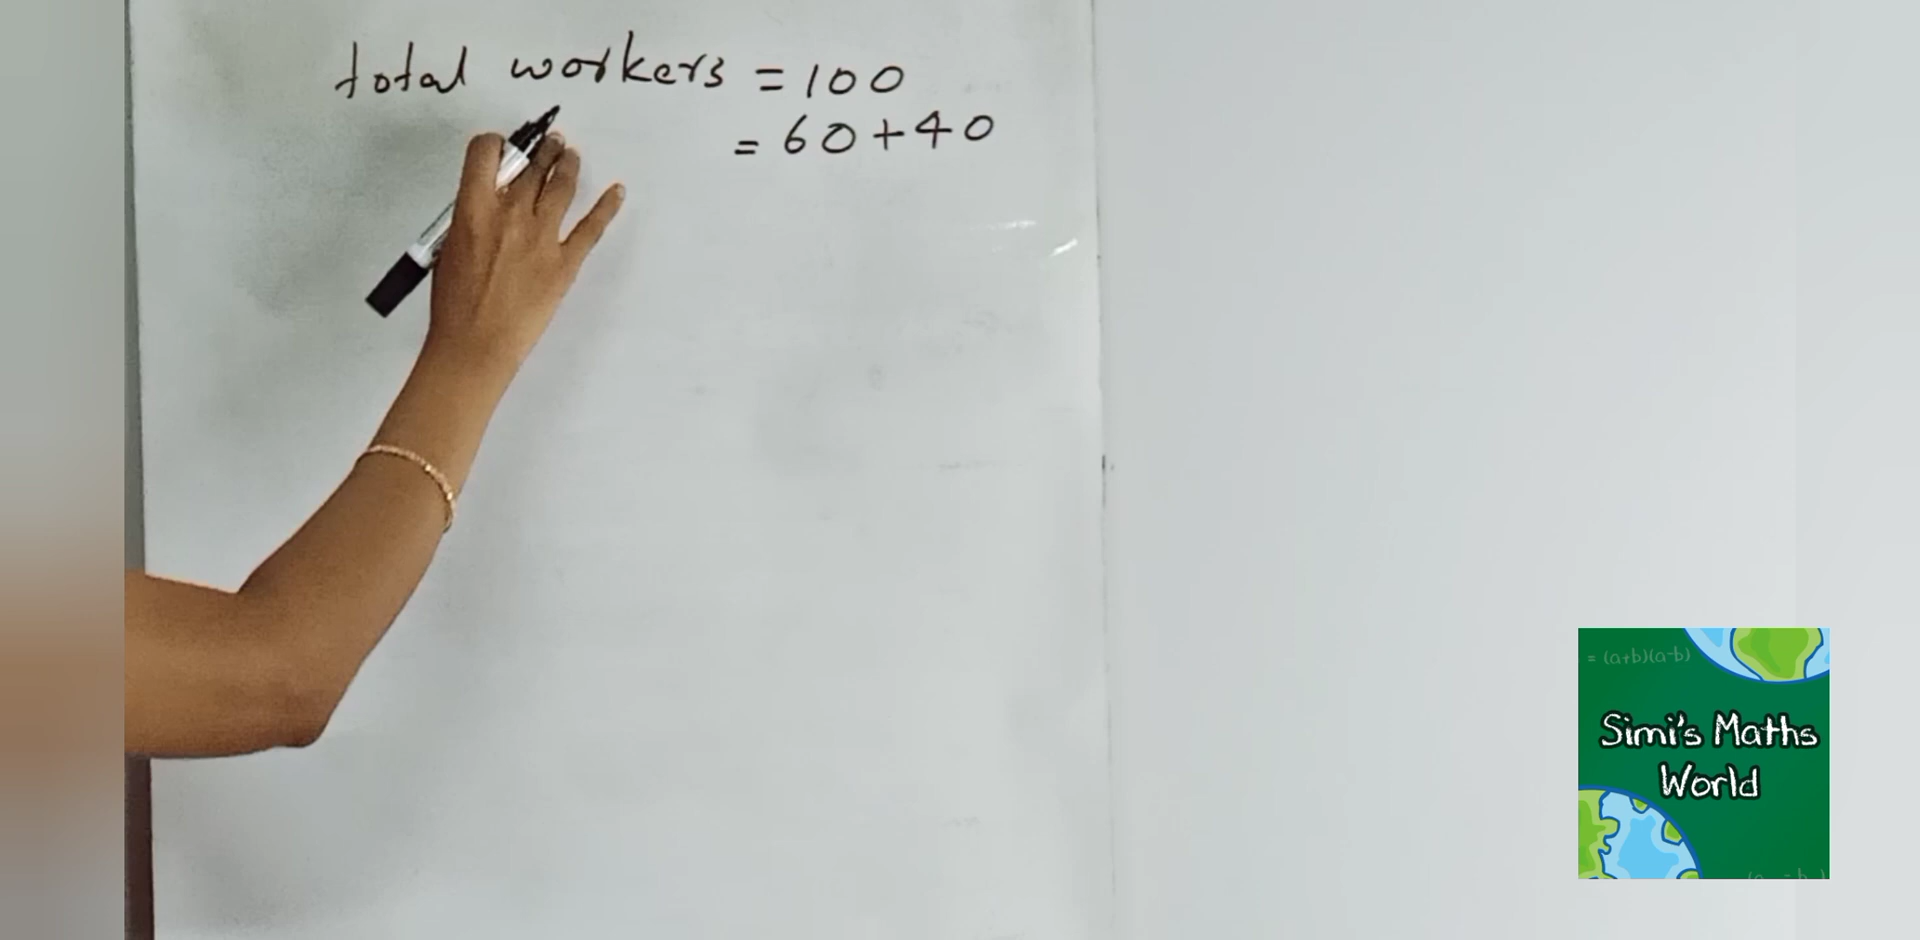 total workers = 100
= 60+40
= (a+b)(a-b)
Simi's Maths
World